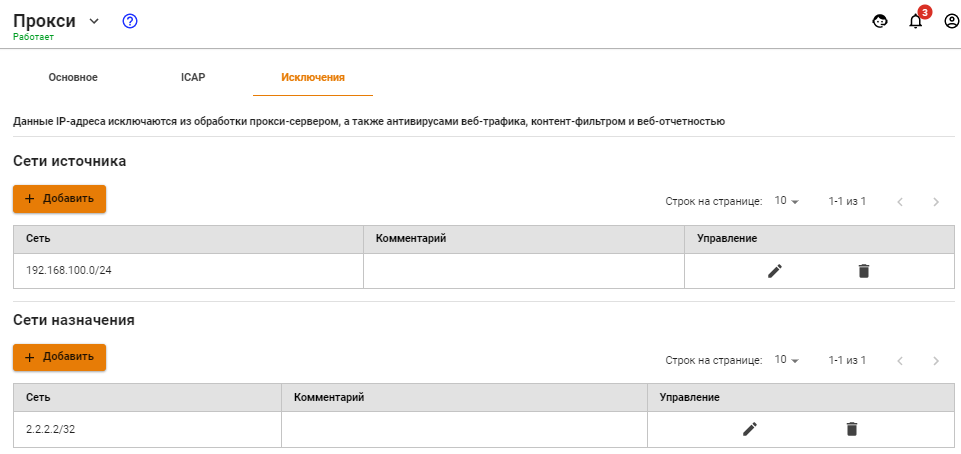 Прокси
Работает
3
Основное ICAP Исключения
Данные IP-адреса исключаются из обработки прокси-сервером, а также антивирусами веб-трафика, контент-фильтром и веб-отчетностью
Сети источника
+ Добавить Строк на странице: 10 1-1 из 1
Сеть Комментарий Управление
192.168.100.0/24
Сети назначения
+ Добавить Строк на странице: 10 1-1 из 1
Сеть Комментарий Управление
2.2.2.2/32